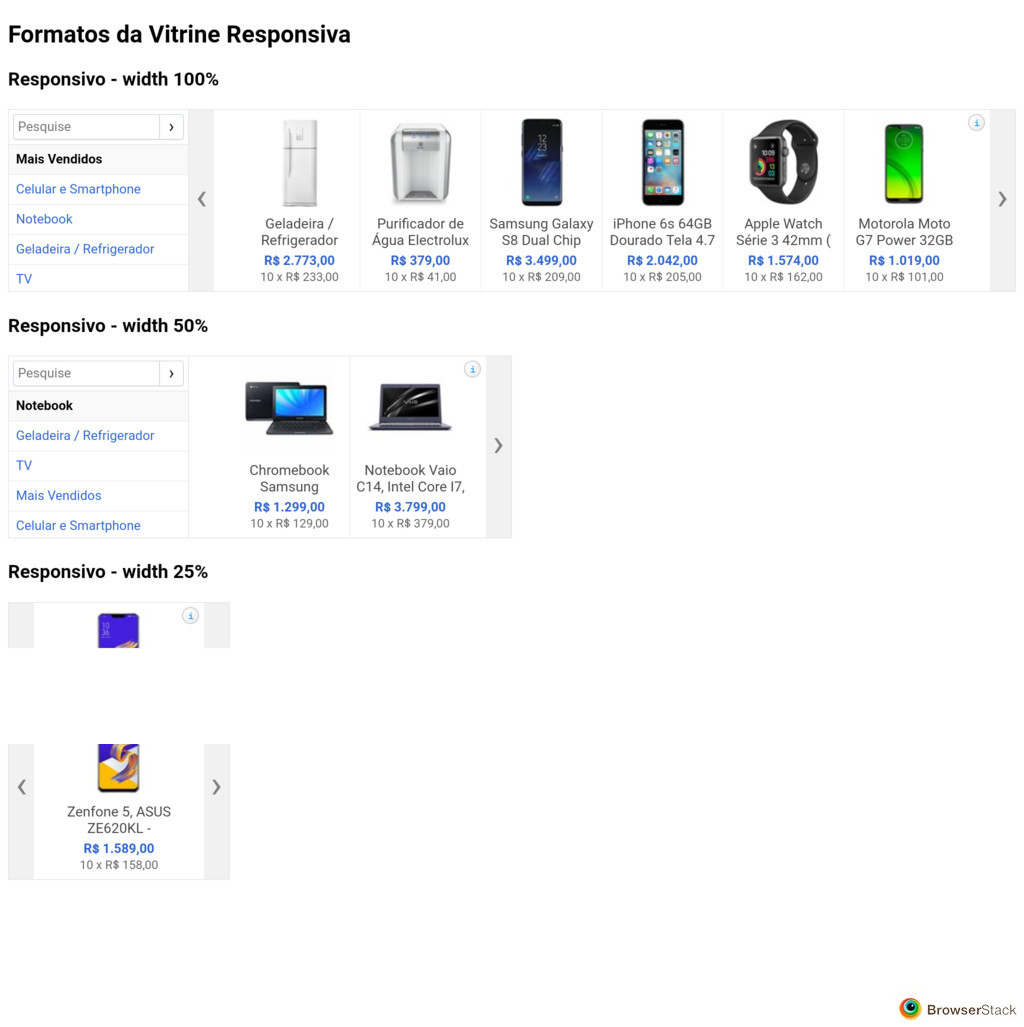 Formatos da Vitrine Responsiva
Responsivo - width 100%
Pesquise
Mais Vendidos
Celular e Smartphone
Notebook
Geladeira / Refrigerador
TV
Geladeira /
Refrigerador
R$ 2.773,00
10 x R$ 233,00
Purificador de
Água Electrolux
R$ 379,00
10 x R$ 41,00
Samsung Galaxy
S8 Dual Chip
R$ 3.499,00
10 x R$ 209,00
iPhone 6s 64GB
Dourado Tela 4.7
R$ 2.042,00
10 x R$ 205,00
Apple Watch
Série 3 42mm (
R$ 1.574,00
10 x R$ 162,00
Motorola Moto
G7 Power 32GB
R$ 1.019,00
10 x R$ 101,00
i
Responsivo - width 50%
Pesquise
Notebook
Geladeira / Refrigerador
TV
Mais Vendidos
Celular e Smartphone
Chromebook
Samsung
R$ 1.299,00
10 x R$ 129,00
Notebook Vaio
C14, Intel Core I7,
R$ 3.799,00
10 x R$ 379,00
i
Responsivo - width 25%
i
Zenfone 5, ASUS
ZE620KL -
R$ 1.589,00
10 x R$ 158,00
BrowserStack